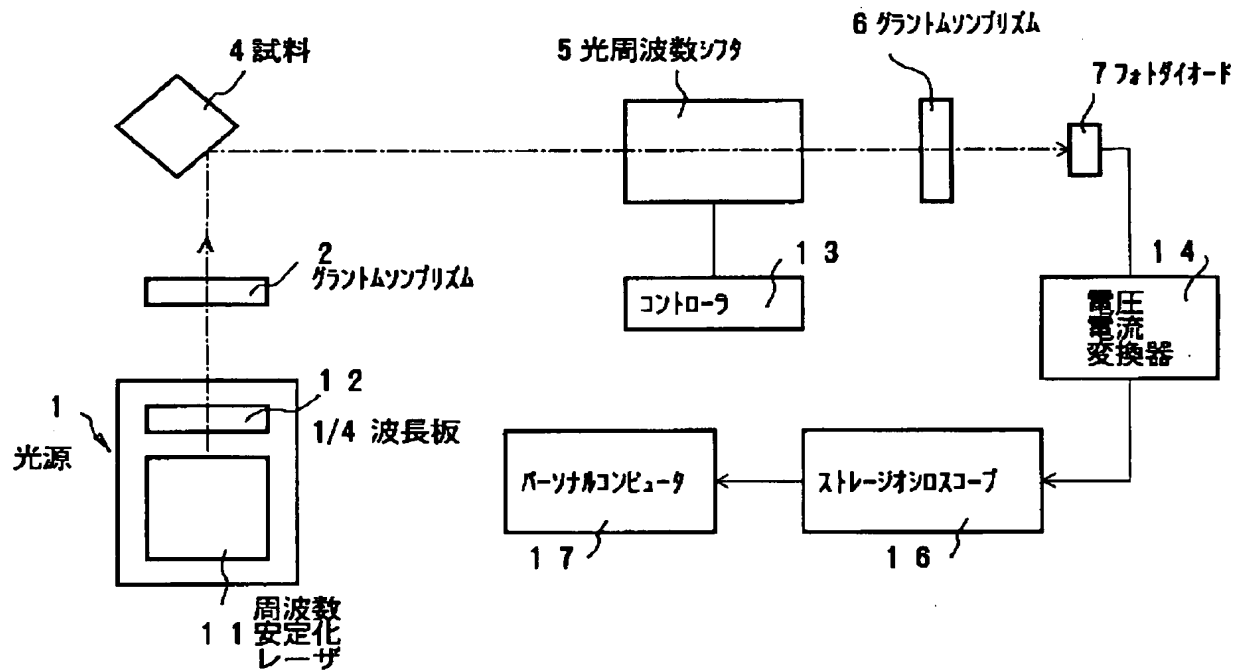 4 試料
5 光周波数シフタ
6 グラントムソンプリズム
7 フォトダイオード
2
グラントムソンプリズム
1 3
コントローラ
1 4
電圧
電流
変換器
1
光源
1 2
1/4 波長板
パーソナルコンピュータ
ストレージオシロスコープ
1 7
1 6
1 1 周波数
安定化
レーザ